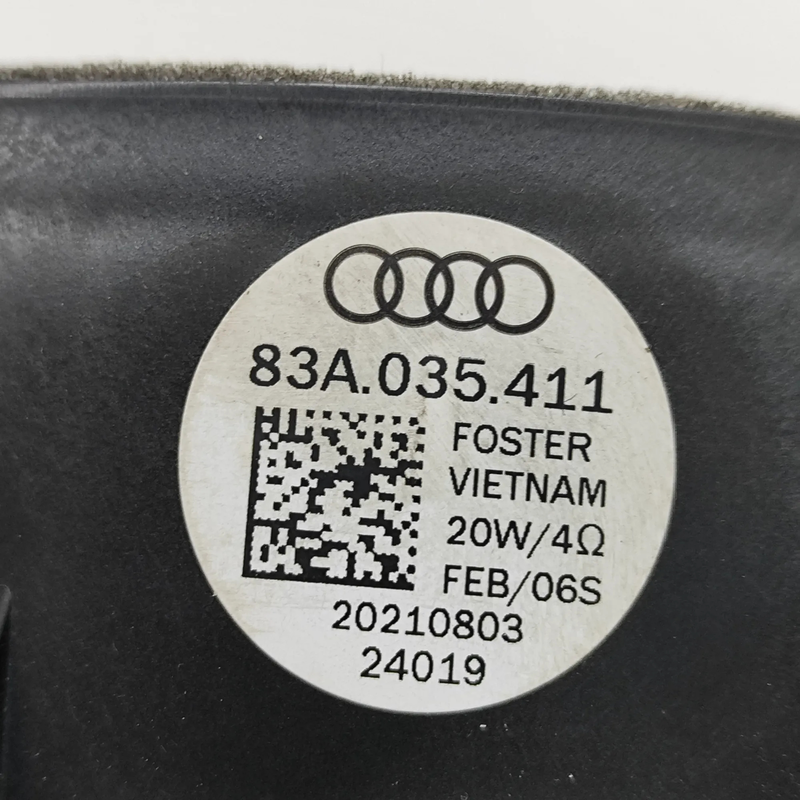 83A.035.411
FOSTER
VIETNAM
20W/4Ω
FEB/06S
20210803
24019